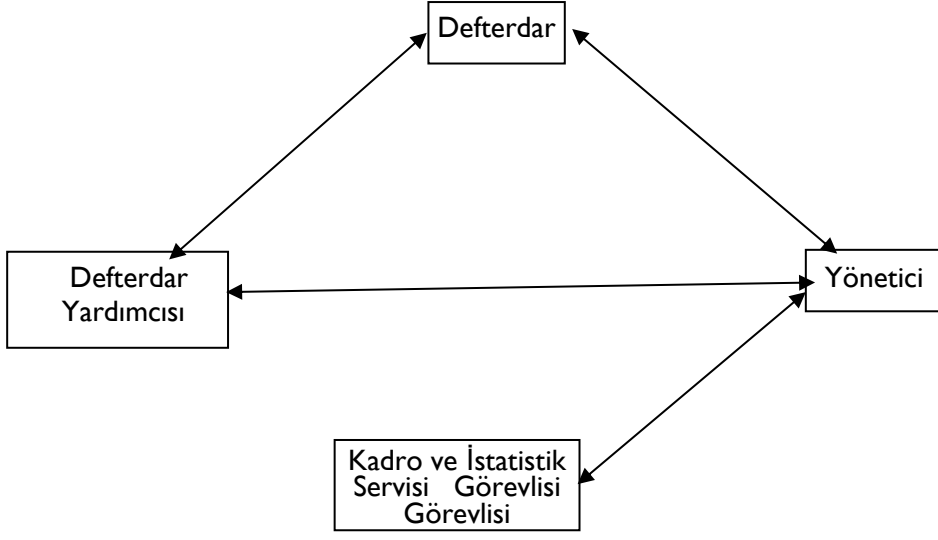 Defterdar
Defterdar
Yardımcısı
Yönetici
Kadro ve İstatistik
Servisi Görevlisi
Görevlisi